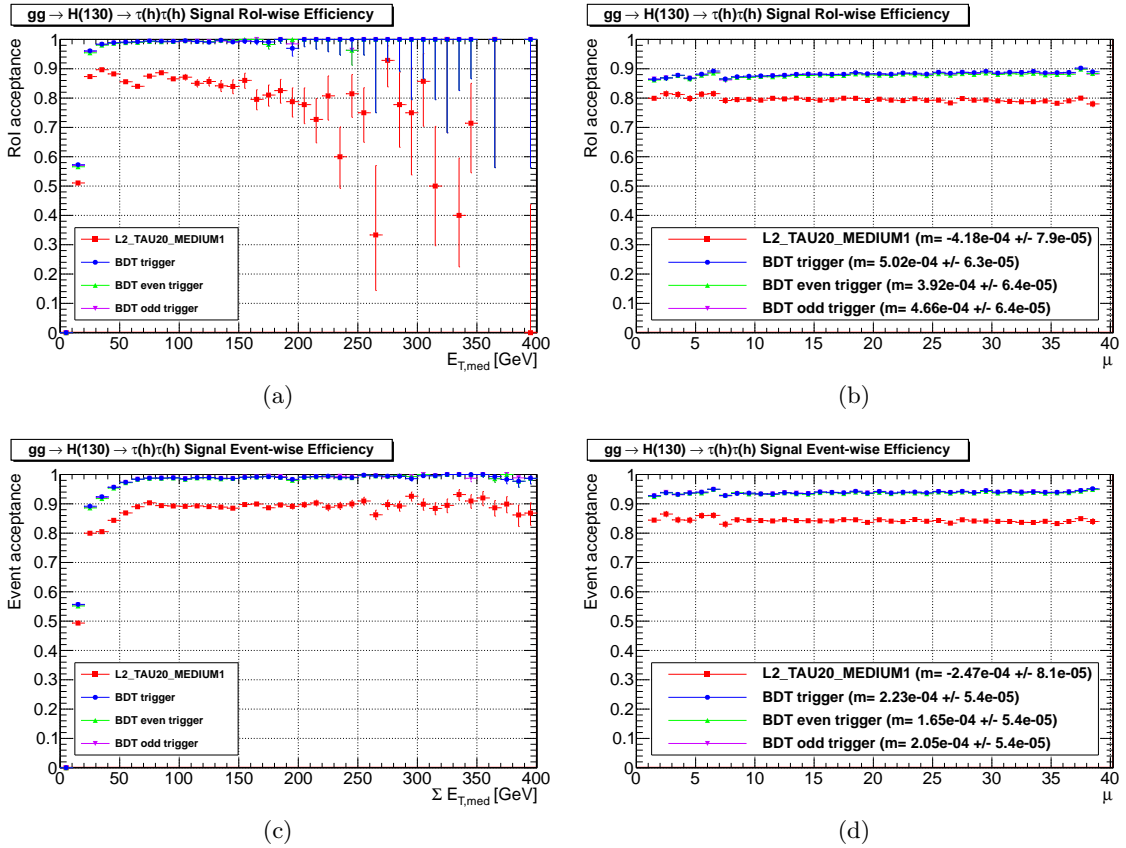 gg → H(130) → τ(h)τ(h) Signal RoI-wise Efficiency
RoI acceptance
1
0.9
0.8
0.7
0.6
0.5
0.4
0.3
0.2
0.1
0
L2_TAU20_MEDIUM1
BDT trigger
BDT even trigger
BDT odd trigger
0 50 100 150 200 250 300 350 400
E_T,med [GeV]
(a)
gg → H(130) → τ(h)τ(h) Signal RoI-wise Efficiency
RoI acceptance
1
0.9
0.8
0.7
0.6
0.5
0.4
0.3
0.2
0.1
0
L2_TAU20_MEDIUM1 (m= -4.18e-04 +/- 7.9e-05)
BDT trigger (m= 5.02e-04 +/- 6.3e-05)
BDT even trigger (m= 3.92e-04 +/- 6.4e-05)
BDT odd trigger (m= 4.66e-04 +/- 6.4e-05)
0 5 10 15 20 25 30 35 40
μ
(b)
gg → H(130) → τ(h)τ(h) Signal Event-wise Efficiency
Event acceptance
1
0.9
0.8
0.7
0.6
0.5
0.4
0.3
0.2
0.1
0
L2_TAU20_MEDIUM1
BDT trigger
BDT even trigger
BDT odd trigger
0 50 100 150 200 250 300 350 400
Σ E_T,med [GeV]
(c)
gg → H(130) → τ(h)τ(h) Signal Event-wise Efficiency
Event acceptance
1
0.9
0.8
0.7
0.6
0.5
0.4
0.3
0.2
0.1
0
L2_TAU20_MEDIUM1 (m= -2.47e-04 +/- 8.1e-05)
BDT trigger (m= 2.23e-04 +/- 5.4e-05)
BDT even trigger (m= 1.65e-04 +/- 5.4e-05)
BDT odd trigger (m= 2.05e-04 +/- 5.4e-05)
0 5 10 15 20 25 30 35 40
μ
(d)